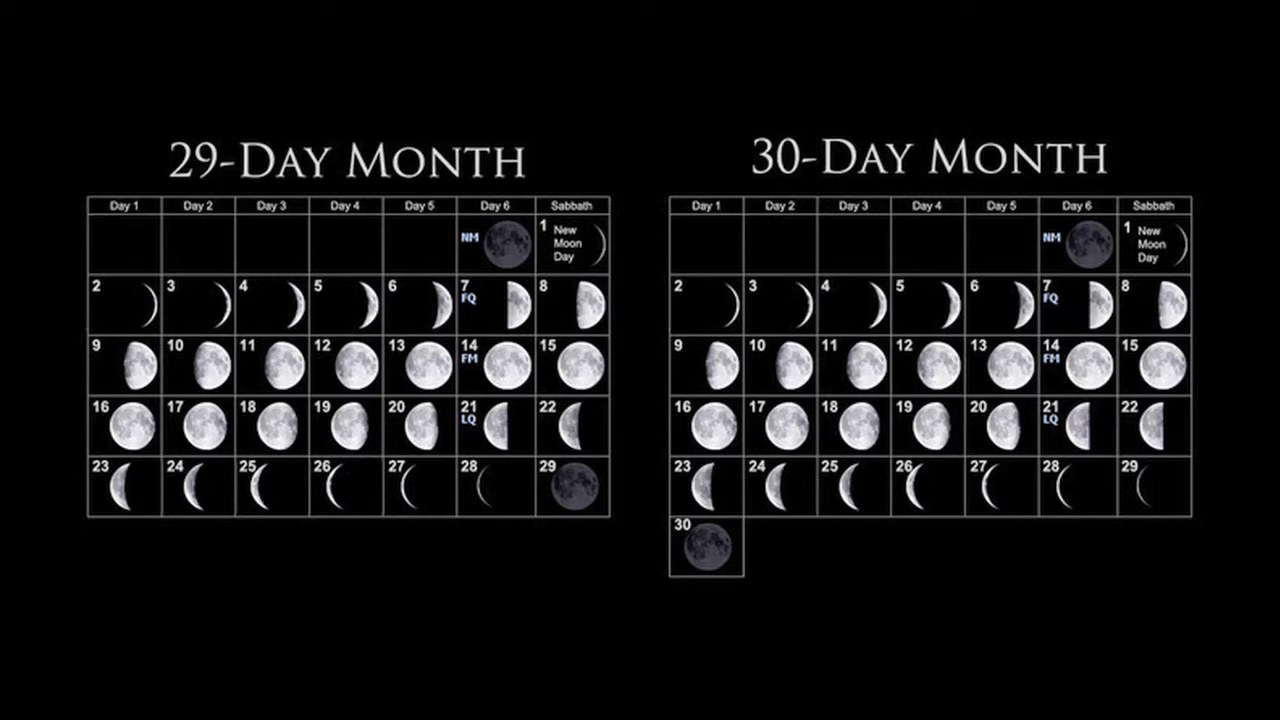 29-DAY MONTH
Day 1 Day 2 Day 3 Day 4 Day 5 Day 6 Sabbath
NM 1 New
Moon
Day
2 3 4 5 6 7 8
FQ
9 10 11 12 13 14 15
FM
16 17 18 19 20 21 22
LQ
23 24 25 26 27 28 29
30-DAY MONTH
Day 1 Day 2 Day 3 Day 4 Day 5 Day 6 Sabbath
NM 1 New
Moon
Day
2 3 4 5 6 7 8
FQ
9 10 11 12 13 14 15
FM
16 17 18 19 20 21 22
LQ
23 24 25 26 27 28 29
30